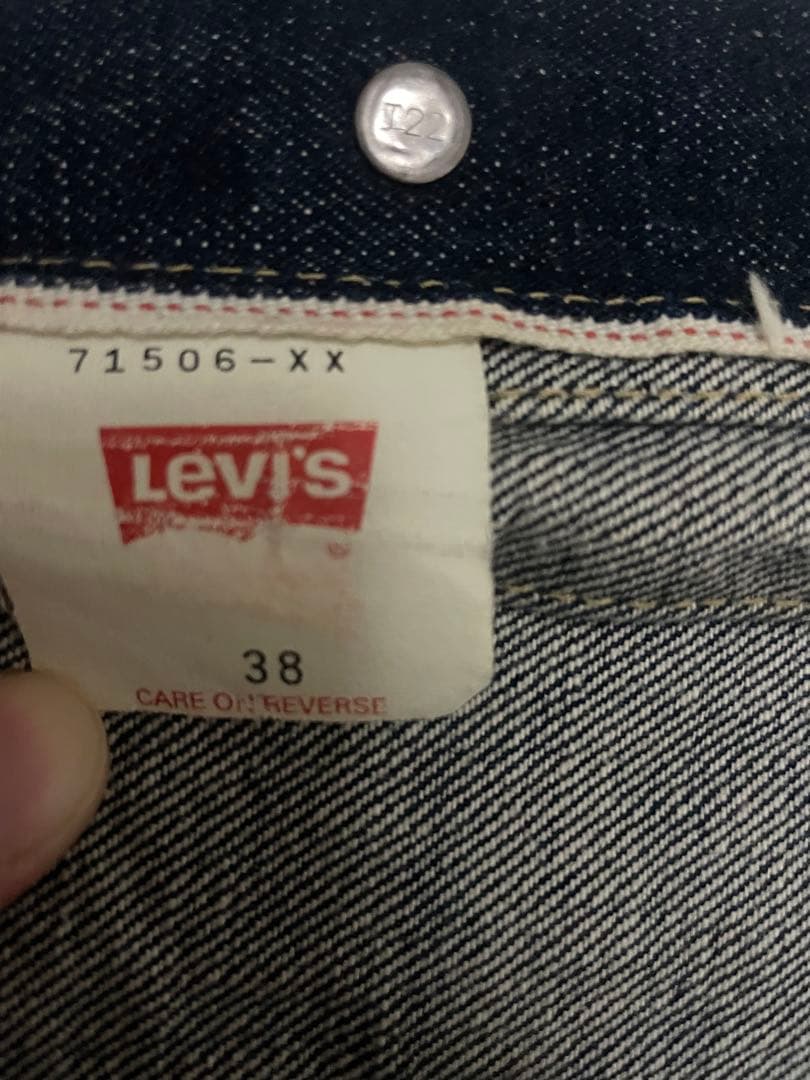 I22
71506-XX
Levi's
38
CARE ON REVERSE